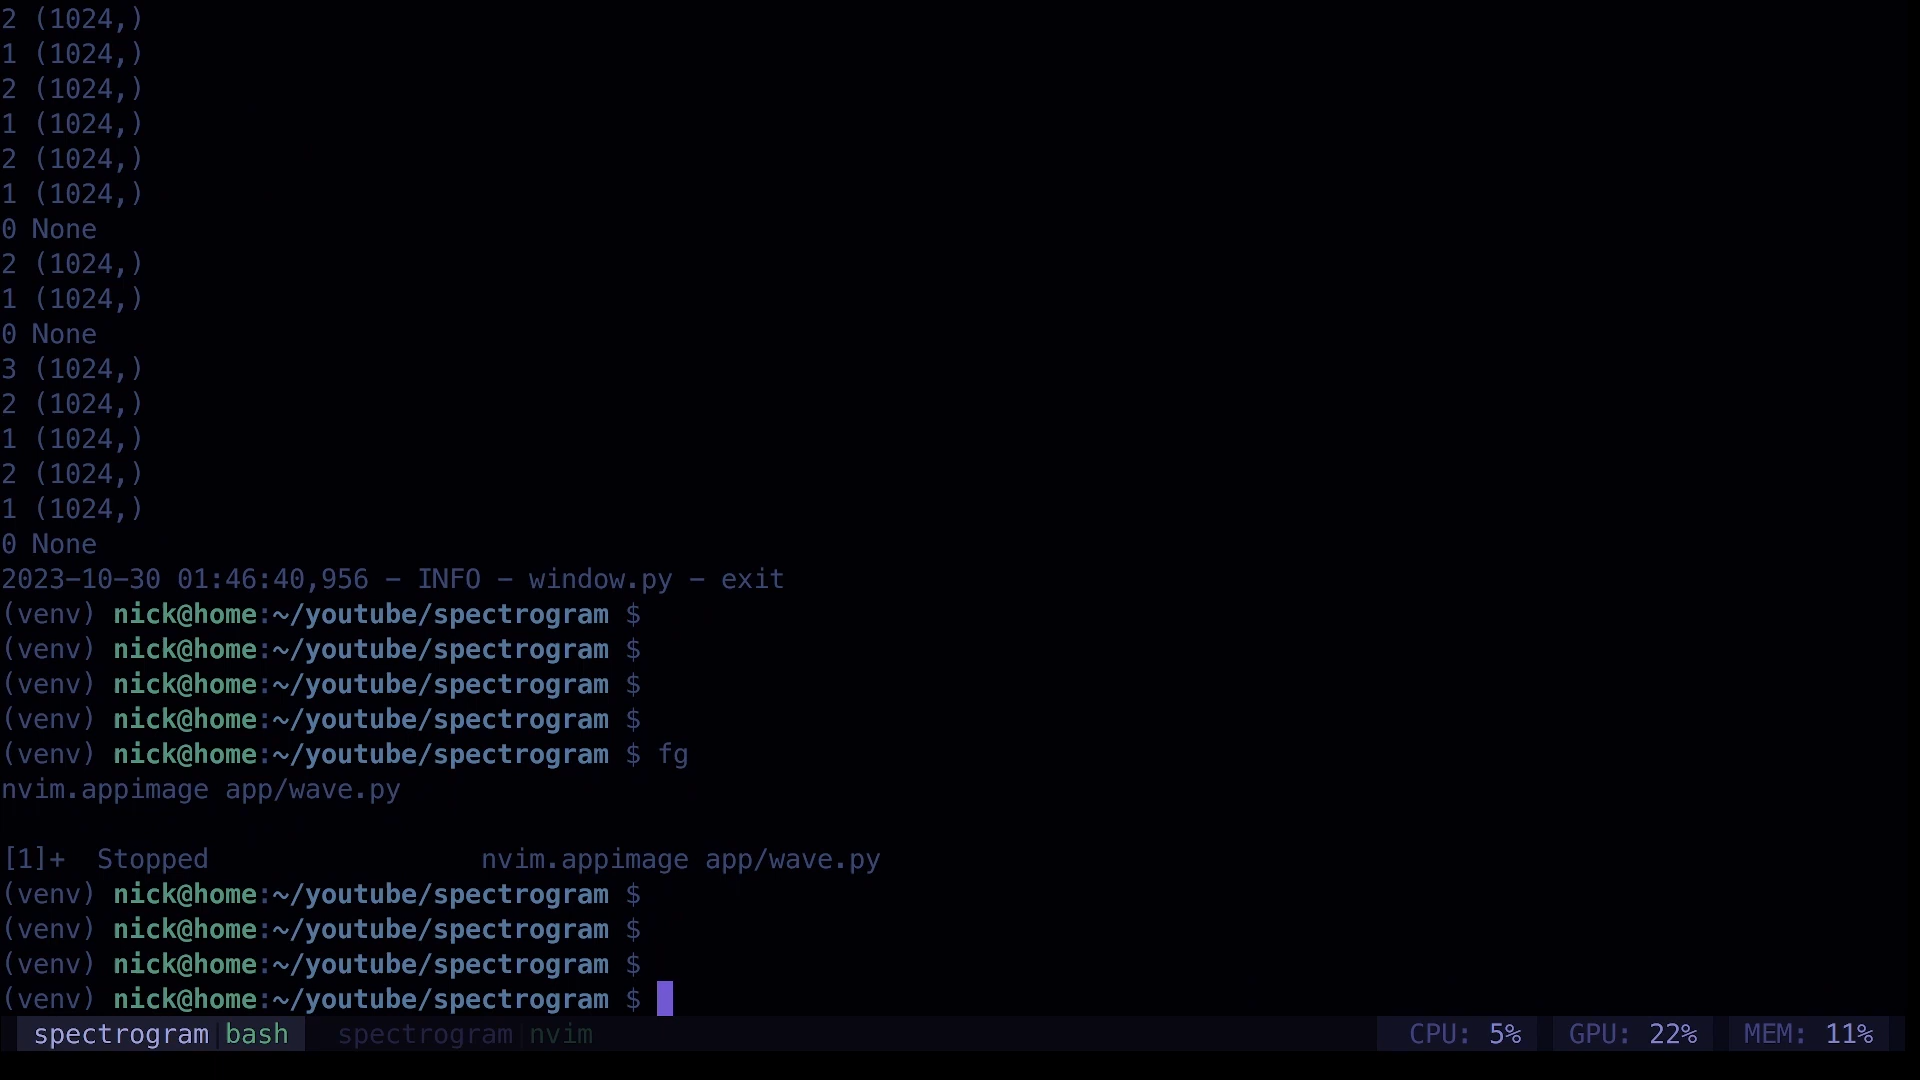 2 (1024,)
1 (1024,)
2 (1024,)
1 (1024,)
2 (1024,)
1 (1024,)
0 None
2 (1024,)
1 (1024,)
0 None
3 (1024,)
2 (1024,)
1 (1024,)
2 (1024,)
1 (1024,)
0 None
2023-10-30 01:46:40,956 - INFO - window.py - exit
(venv) nick@home:~/youtube/spectrogram $
(venv) nick@home:~/youtube/spectrogram $
(venv) nick@home:~/youtube/spectrogram $
(venv) nick@home:~/youtube/spectrogram $
(venv) nick@home:~/youtube/spectrogram $ fg
nvim.appimage app/wave.py
[1]+  Stopped                 nvim.appimage app/wave.py
(venv) nick@home:~/youtube/spectrogram $
(venv) nick@home:~/youtube/spectrogram $
(venv) nick@home:~/youtube/spectrogram $
(venv) nick@home:~/youtube/spectrogram $
spectrogram|bash spectrogram|nvim CPU: 5% GPU: 22% MEM: 11%